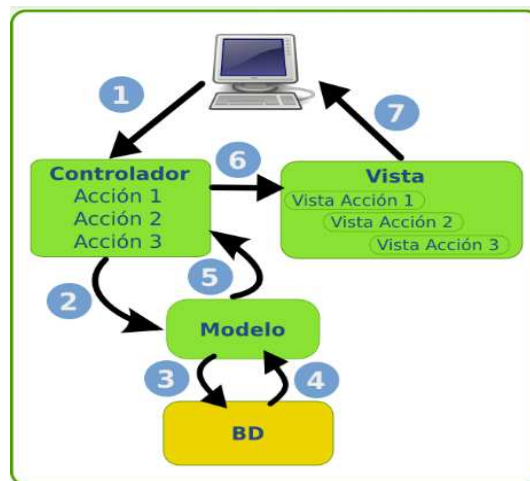 1
7
6
Controlador
Acción 1
Acción 2
Acción 3
Vista
Vista Acción 1
Vista Acción 2
Vista Acción 3
2
5
Modelo
3
4
BD